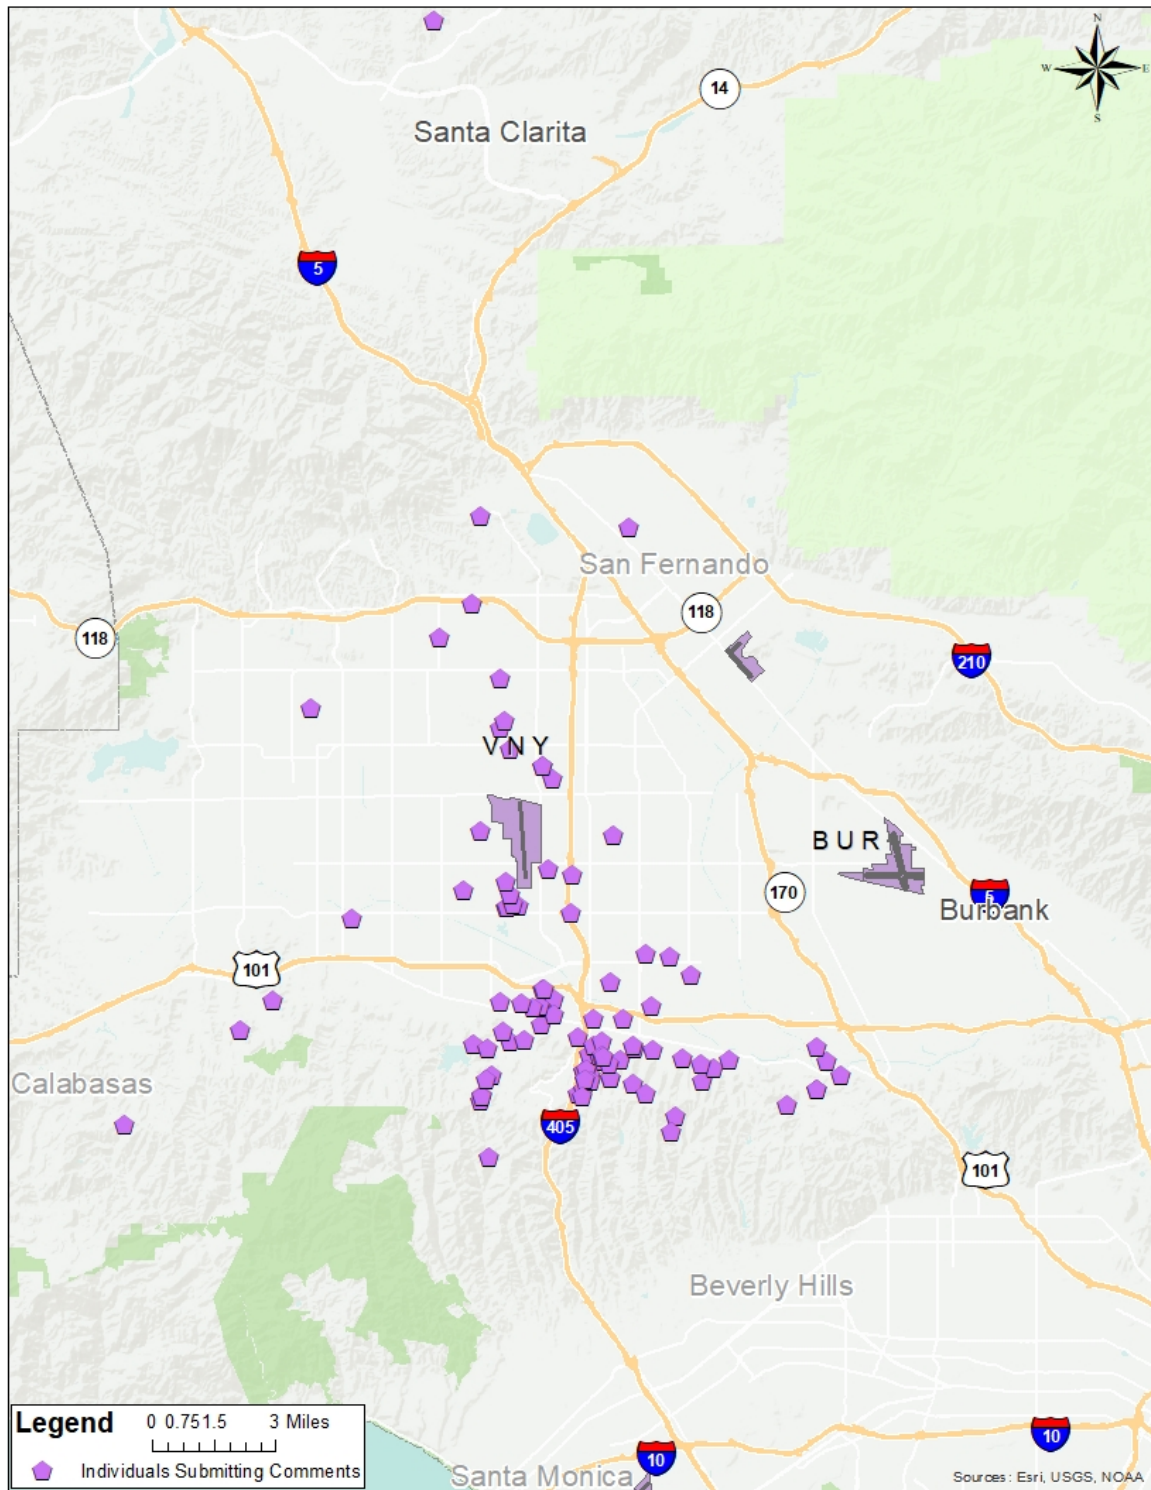 N
W E
S
14
Santa Clarita
5
San Fernando
118
118
210
VNY
BUR
170
5
Burbank
101
Calabasas
405
101
Beverly Hills
Legend
0 0.75 1.5 3 Miles
Individuals Submitting Comments
10
10
Santa Monica
Sources: Esri, USGS, NOAA